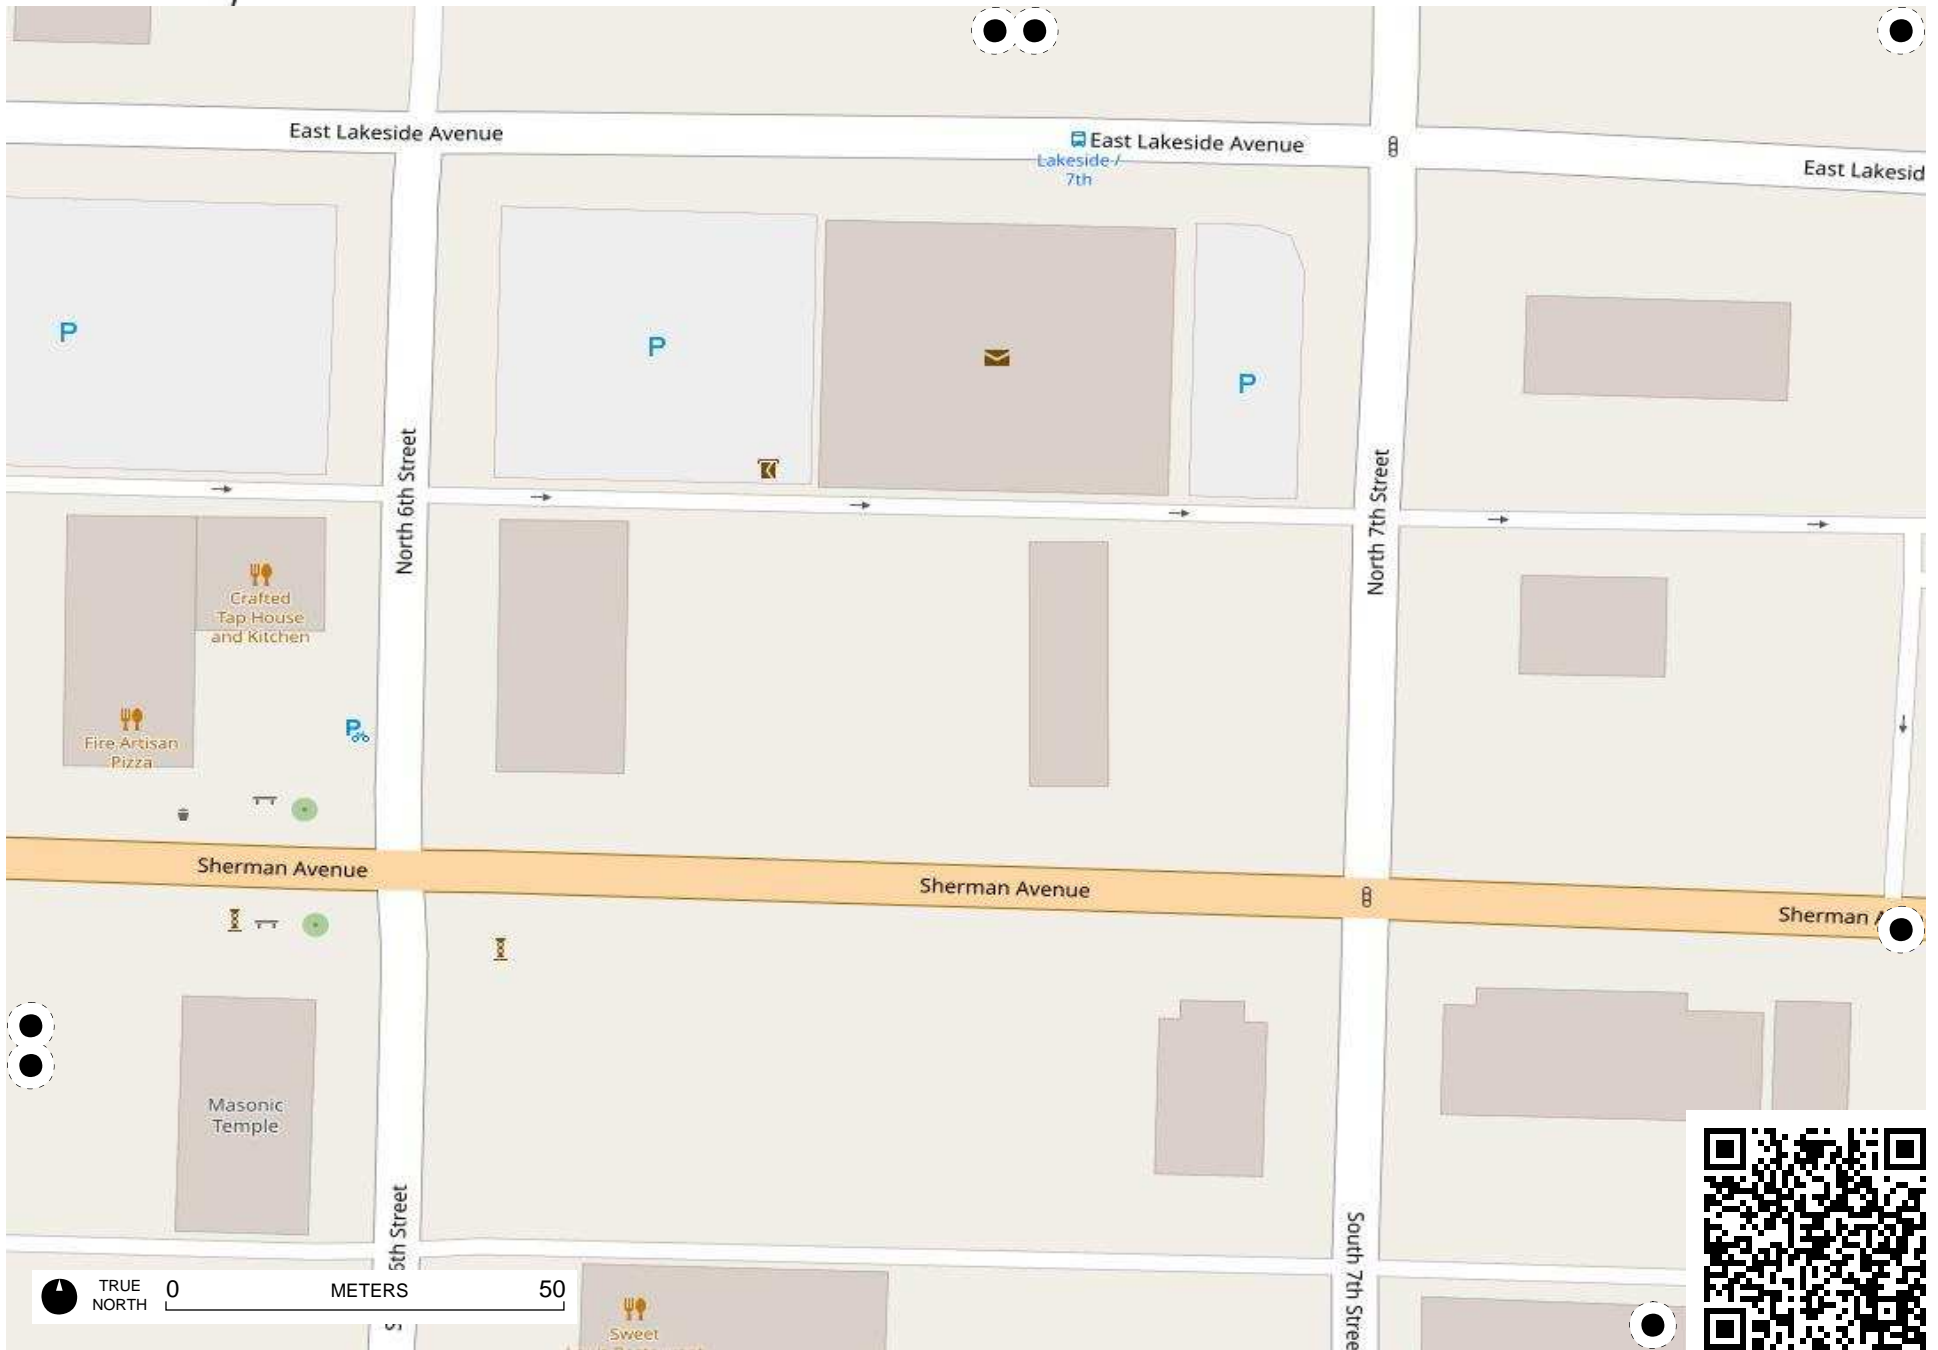 East Lakeside Avenue
East Lakeside Avenue
Lakeside /
7th
East Lakesid
P
P
P
North 6th Street
North 7th Street
Crafted
Tap House
and Kitchen
P
Fire Artisan
Pizza
Sherman Avenue
Sherman Avenue
Sherman A
Masonic
Temple
6th Street
South 7th Stree
TRUE
NORTH
0
METERS
50
Sweet